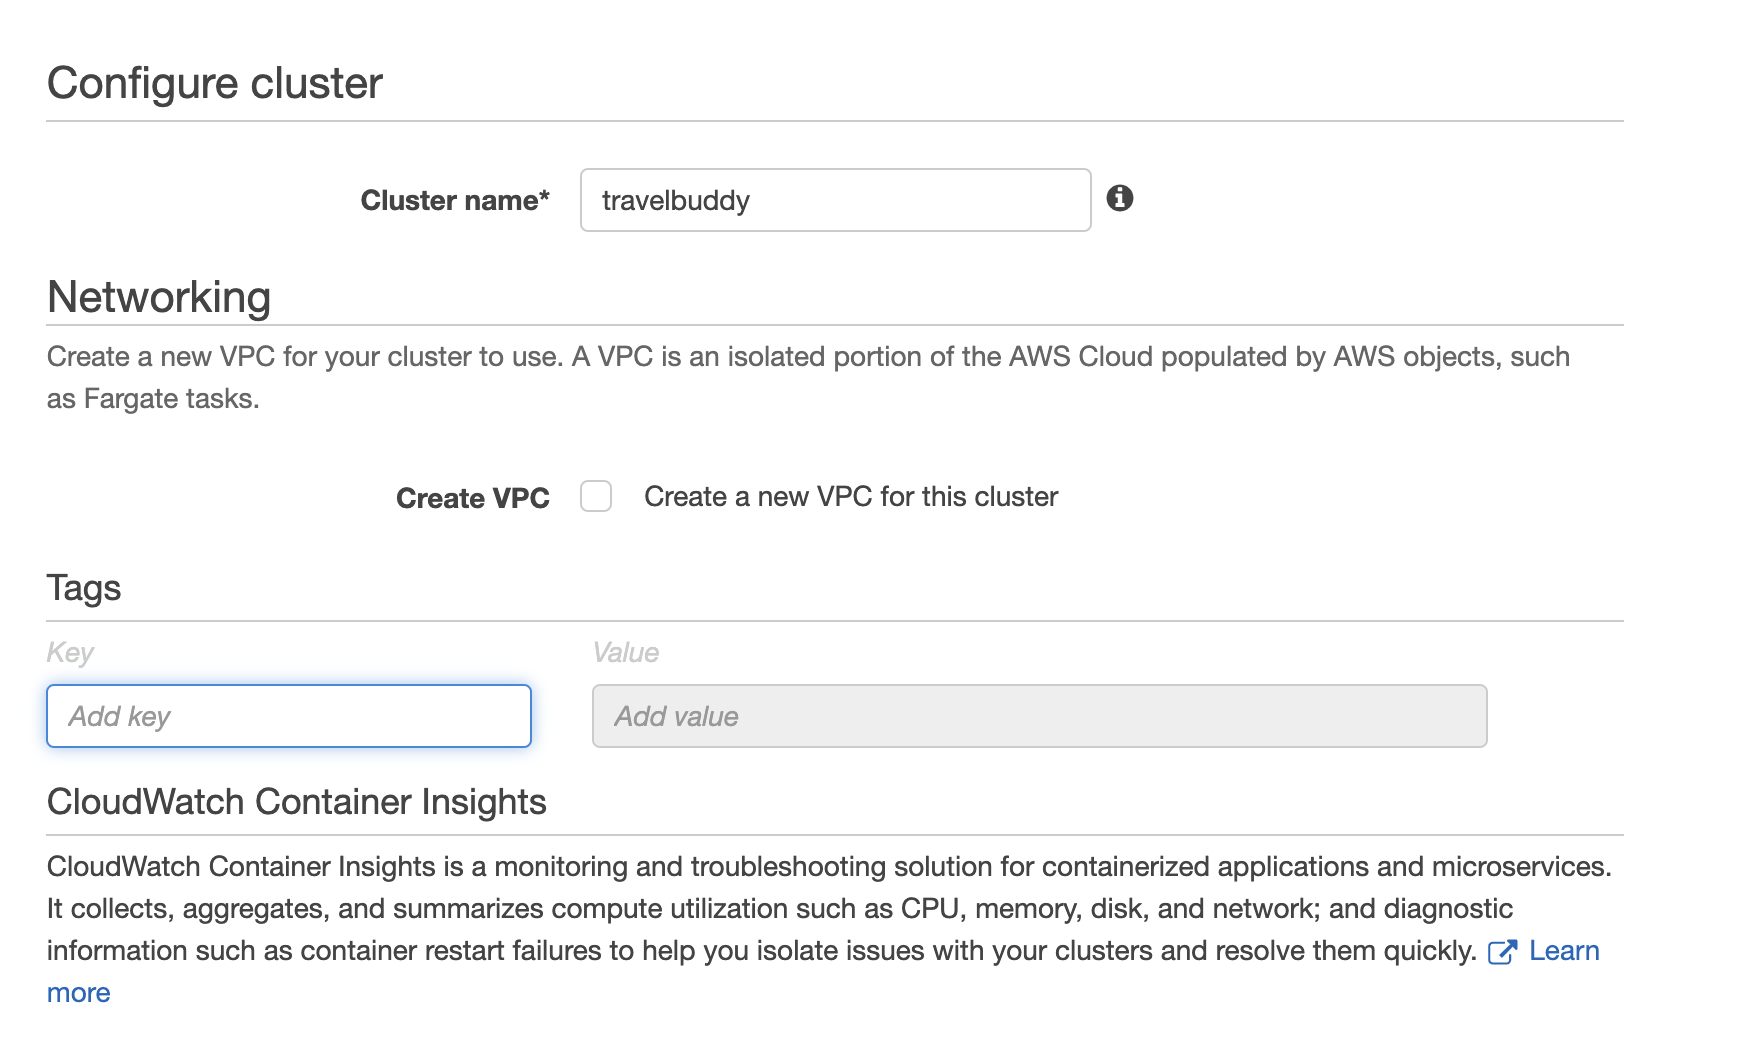 Configure cluster
Cluster name* travelbuddy
Networking
Create a new VPC for your cluster to use. A VPC is an isolated portion of the AWS Cloud populated by AWS objects, such
as Fargate tasks.
Create VPC Create a new VPC for this cluster
Tags
Key Value
Add key Add value
CloudWatch Container Insights
CloudWatch Container Insights is a monitoring and troubleshooting solution for containerized applications and microservices.
It collects, aggregates, and summarizes compute utilization such as CPU, memory, disk, and network; and diagnostic
information such as container restart failures to help you isolate issues with your clusters and resolve them quickly. Learn
more